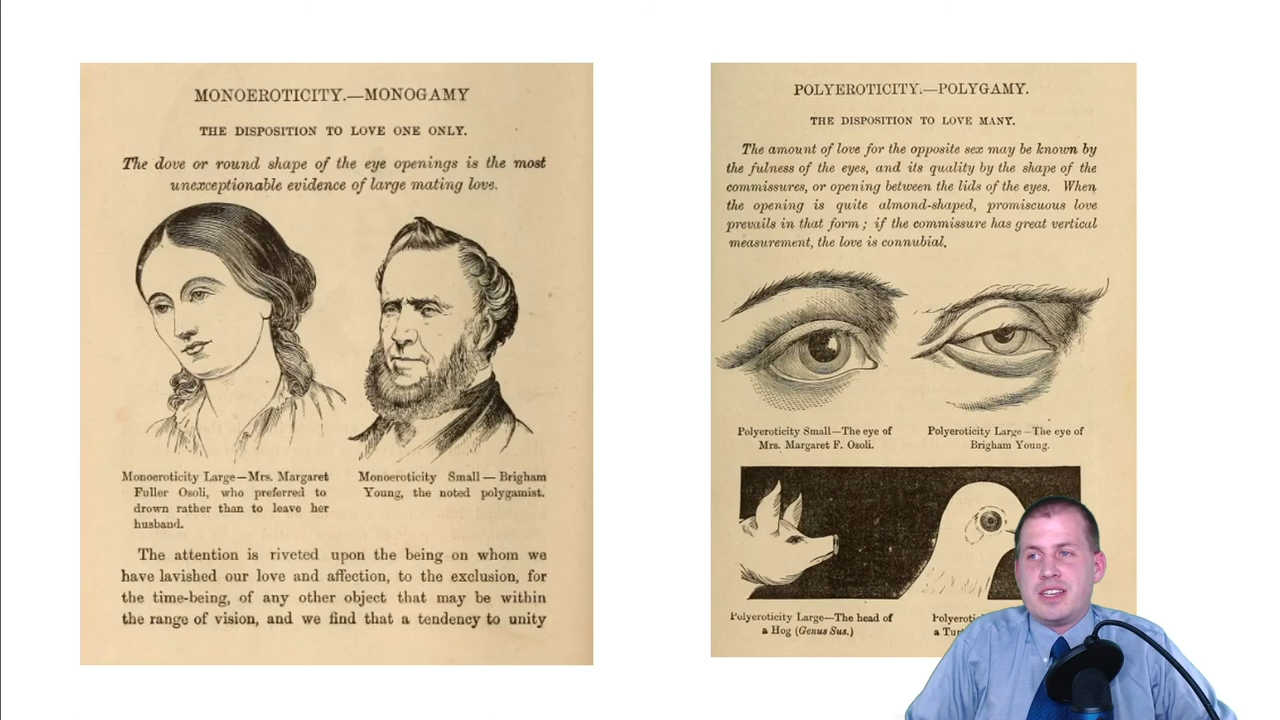 MONOEROTICITY.—MONOGAMY
THE DISPOSITION TO LOVE ONE ONLY.
The dove or round shape of the eye openings is the most
unexceptionable evidence of large mating love.
Monoeroticity Large—Mrs. Margaret
Fuller Osoli, who preferred to
drown rather than to leave her
husband.
Monoeroticity Small — Brigham
Young, the noted polygamist.
The attention is riveted upon the being on whom we
have lavished our love and affection, to the exclusion, for
the time-being, of any other object that may be within
the range of vision, and we find that a tendency to unity
POLYEROTICITY.—POLYGAMY.
THE DISPOSITION TO LOVE MANY.
The amount of love for the opposite sex may be known by
the fulness of the eyes, and its quality by the shape of the
commissures, or opening between the lids of the eyes. When
the opening is quite almond-shaped, promiscuous love
prevails in that form ; if the commissure has great vertical
measurement, the love is connubial.
Polyeroticity Small—The eye of
Mrs. Margaret F. Osoli.
Polyeroticity Large—The eye of
Brigham Young.
Polyeroticity Large—The head of
a Hog (Genus Sus.)
a